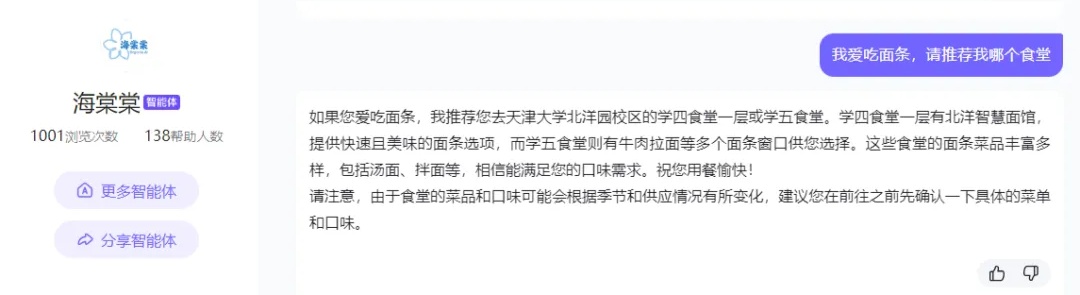 海棠棠
海棠棠 智能体
1001浏览次数 138帮助人数
更多智能体
分享智能体
我爱吃面条，请推荐我哪个食堂
如果您爱吃面条，我推荐您去天津大学北洋园校区的学四食堂一层或学五食堂。学四食堂一层有北洋智慧面馆，
提供快速且美味的面条选项，而学五食堂则有牛肉拉面等多个面条窗口供您选择。这些食堂的面条菜品丰富多
样，包括汤面、拌面等，相信能满足您的口味需求。祝您用餐愉快！
请注意，由于食堂的菜品和口味可能会根据季节和供应情况有所变化，建议您在前往之前先确认一下具体的菜单
和口味。